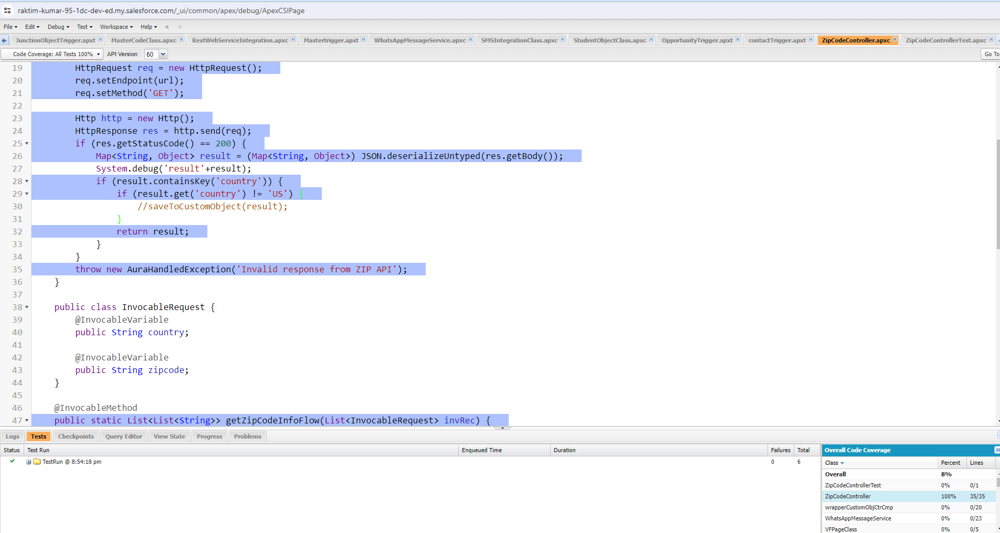 raktim-kumar-95-1dc-dev-ed.my.salesforce.com/_ui/common/apex/debug/ApexCSIPage
File Edit Debug Test Workspace Help < >
JunctionObjectTrigger.apxt MasterCodeClass.apxc RestWebServiceIntegration.apxc Mastertrigger.apxt WhatsAppMessageService.apxc SMSIntegrationClass.apxc StudentObjectClass.apxc OpportunityTrigger.apxt contactTrigger.apxt ZipCodeController.apxc ZipCodeControllerTest.apxc
Code Coverage: All Tests 100% API Version: 60 Go To
19 HttpRequest req = new HttpRequest();
20 req.setEndpoint(url);
21 req.setMethod('GET');
22
23 Http http = new Http();
24 HttpResponse res = http.send(req);
25 if (res.getStatusCode() == 200) {
26 Map<String, Object> result = (Map<String, Object>) JSON.deserializeUntyped(res.getBody());
27 System.debug('result'+result);
28 if (result.containsKey('country')) {
29 if (result.get('country') != 'US') {
30 //saveToCustomObject(result);
31 }
32 return result;
33 }
34 }
35 throw new AuraHandledException('Invalid response from ZIP API');
36 }
37
38 public class InvocableRequest {
39 @InvocableVariable
40 public String country;
41
42 @InvocableVariable
43 public String zipcode;
44 }
45
46 @InvocableMethod
47 public static List<List<String>> getZipCodeInfoFlow(List<InvocableRequest> invRec) {
Logs Tests Checkpoints Query Editor View State Progress Problems
Status Test Run Enqueued Time Duration Failures Total
TestRun @ 8:54:18 pm 0 6
Overall Code Coverage
Class Percent Lines
Overall 8%
ZipCodeControllerTest 0% 0/1
ZipCodeController 100% 35/35
wrapperCustomObjCtrCmp 0% 0/20
WhatsAppMessageService 0% 0/23
VFPageClass 0% 0/5